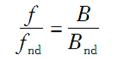 f/f_nd = B/B_nd